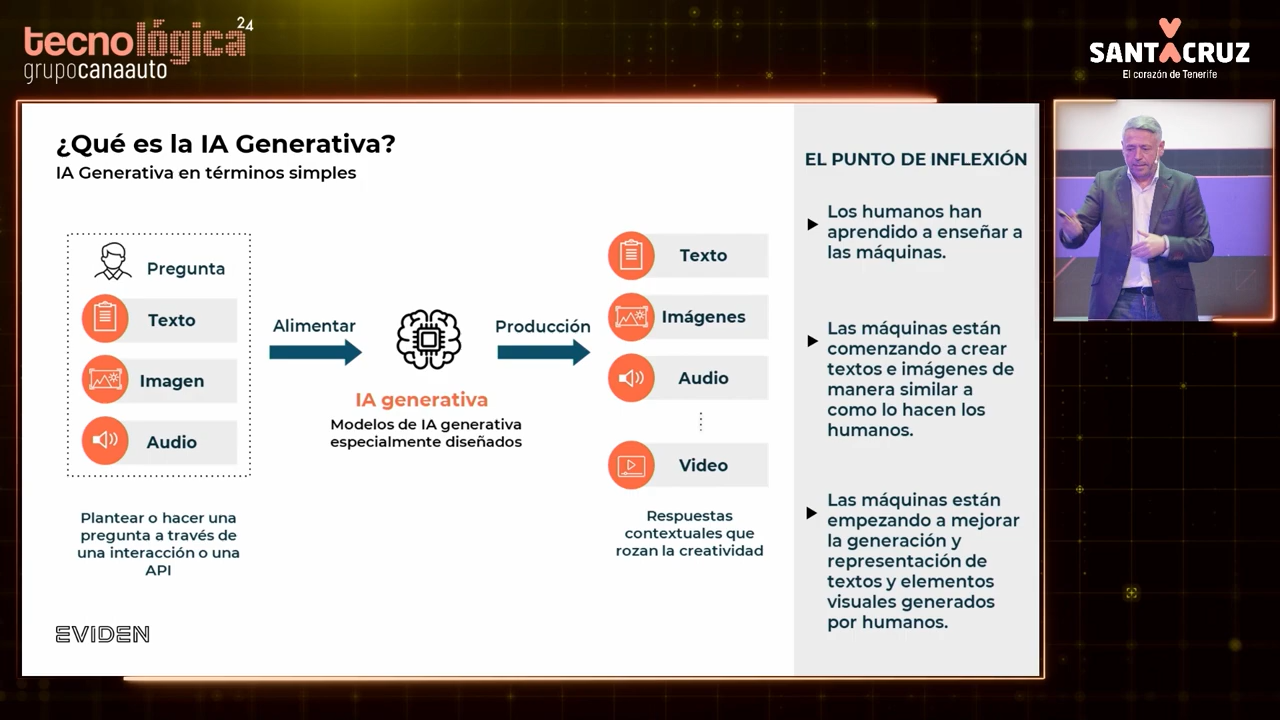 tecnológica24
grupocanaauto
SANTACRUZ
El corazón de Tenerife
¿Qué es la IA Generativa?
IA Generativa en términos simples
Pregunta
Texto
Imagen
Audio
Plantear o hacer una
pregunta a través de
una interacción o una
API
Alimentar
IA generativa
Modelos de IA generativa
especialmente diseñados
Producción
Texto
Imágenes
Audio
Video
Respuestas
contextuales que
rozan la creatividad
EVIDEN
EL PUNTO DE INFLEXIÓN
Los humanos han
aprendido a enseñar a
las máquinas.
Las máquinas están
comenzando a crear
textos e imágenes de
manera similar a
como lo hacen los
humanos.
Las máquinas están
empezando a mejorar
la generación y
representación de
textos y elementos
visuales generados
por humanos.